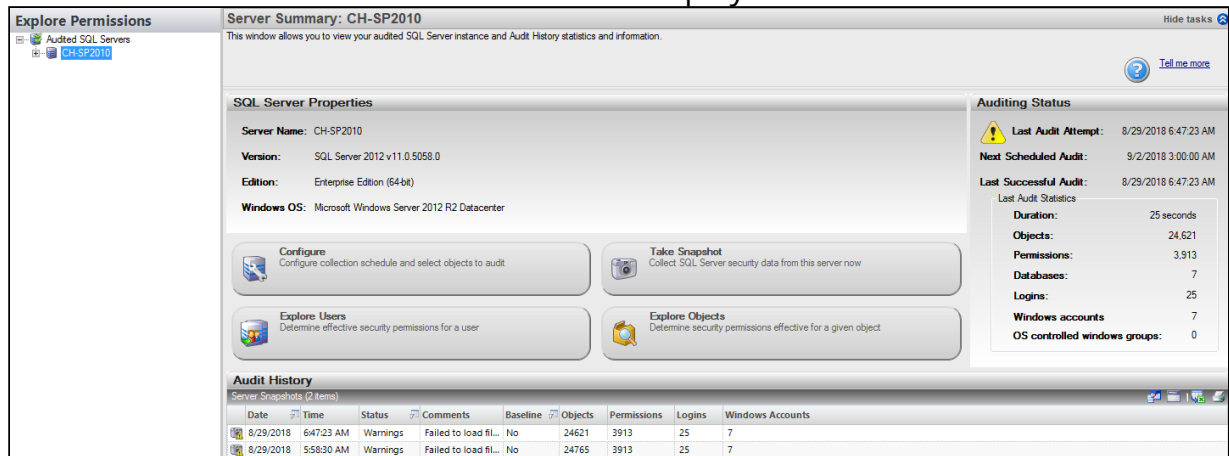 Explore Permissions
Audited SQL Servers
CH-SP2010
Server Summary: CH-SP2010
Hide tasks
This window allows you to view your audited SQL Server instance and Audit History statistics and information.
Tell me more
SQL Server Properties
Server Name: CH-SP2010
Version: SQL Server 2012 v11.0.5058.0
Edition: Enterprise Edition (64-bit)
Windows OS: Microsoft Windows Server 2012 R2 Datacenter
Configure
Configure collection schedule and select objects to audit
Take Snapshot
Collect SQL Server security data from this server now
Explore Users
Determine effective security permissions for a user
Explore Objects
Determine security permissions effective for a given object
Auditing Status
Last Audit Attempt: 8/29/2018 6:47:23 AM
Next Scheduled Audit: 9/2/2018 3:00:00 AM
Last Successful Audit: 8/29/2018 6:47:23 AM
Last Audit Statistics
Duration: 25 seconds
Objects: 24,621
Permissions: 3,913
Databases: 7
Logins: 25
Windows accounts 7
OS controlled windows groups: 0
Audit History
Server Snapshots (2 items)
Date Time Status Comments Baseline Objects Permissions Logins Windows Accounts
8/29/2018 6:47:23 AM Warnings Failed to load fil... No 24621 3913 25 7
8/29/2018 5:58:30 AM Warnings Failed to load fil... No 24765 3913 25 7